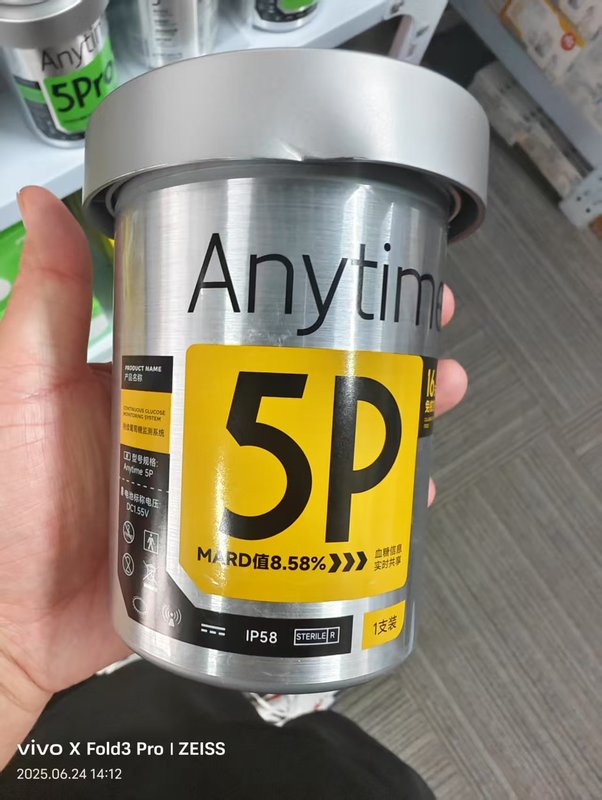 Anytime
5Pro
Anytime
PRODUCT NAME
产品名称
CONTINUOUS GLUCOSE
MONITORING SYSTEM
持续葡萄糖监测系统
型号规格:
Anytime 5P
电池标称电压:
DC1.55V
5P
MARD值8.58%
血糖信息
实时共享
16
IP58
STERILE R
1支装
vivo X Fold3 Pro | ZEISS
2025.06.24 14:12